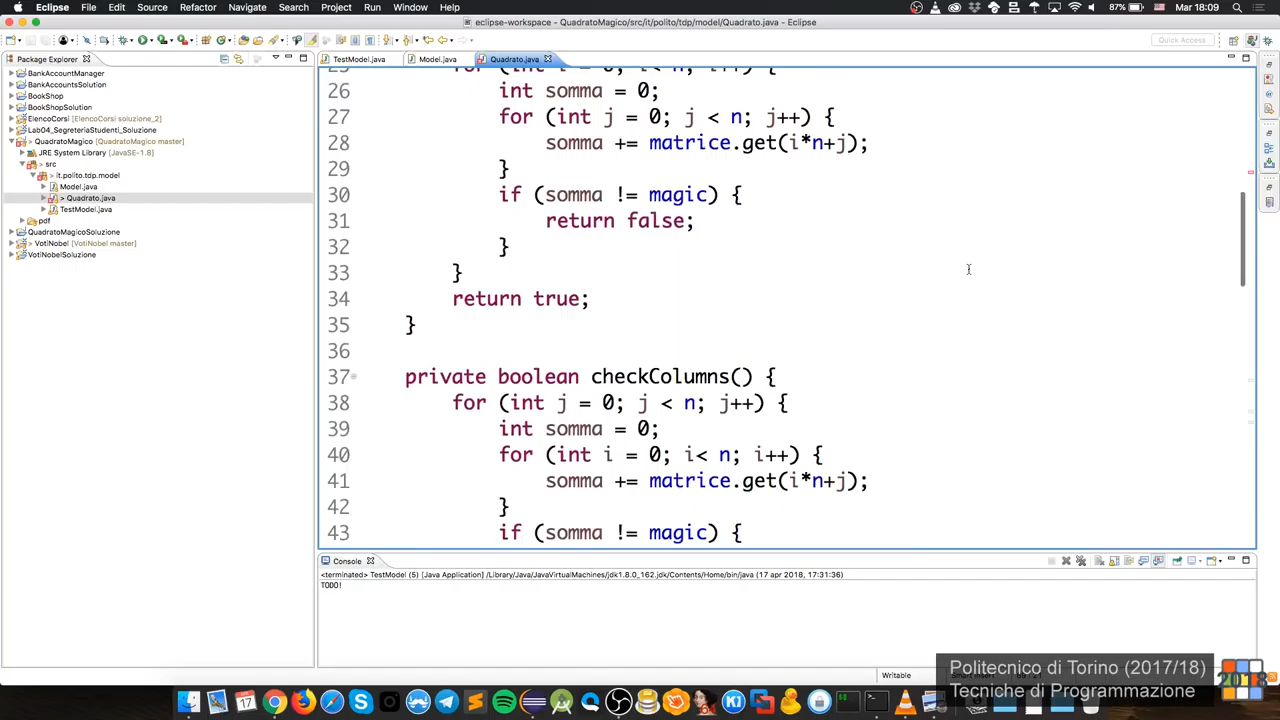 Eclipse File Edit Source Refactor Navigate Search Project Run Window Help 87% Mar 18:09
eclipse-workspace - QuadratoMagico/src/it/polito/tdp/model/Quadrato.java - Eclipse
Quick Access
Package Explorer
TestModel.java Model.java Quadrato.java
BankAccountManager
BankAccountsSolution
BookShop
BookShopSolution
ElencoCorsi [ElencoCorsi soluzione_2]
Lab04_SegreteriaStudenti_Soluzione
> QuadratoMagico [QuadratoMagico master]
JRE System Library [JavaSE-1.8]
> src
> it.polito.tdp.model
Model.java
> Quadrato.java
TestModel.java
pdf
QuadratoMagicoSoluzione
> VotiNobel [VotiNobel master]
VotiNobelSoluzione
25 for (int i = 0; i< n; i++) {
26 int somma = 0;
27 for (int j = 0; j < n; j++) {
28 somma += matrice.get(i*n+j);
29 }
30 if (somma != magic) {
31 return false;
32 }
33 }
34 return true;
35 }
36
37 private boolean checkColumns() {
38 for (int j = 0; j < n; j++) {
39 int somma = 0;
40 for (int i = 0; i< n; i++) {
41 somma += matrice.get(i*n+j);
42 }
43 if (somma != magic) {
Console
<terminated> TestModel (5) [Java Application] /Library/Java/JavaVirtualMachines/jdk1.8.0_162.jdk/Contents/Home/bin/java (17 apr 2018, 17:31:36)
TODO!
Writable
Politecnico di Torino (2017/18)
Tecniche di Programmazione
2018